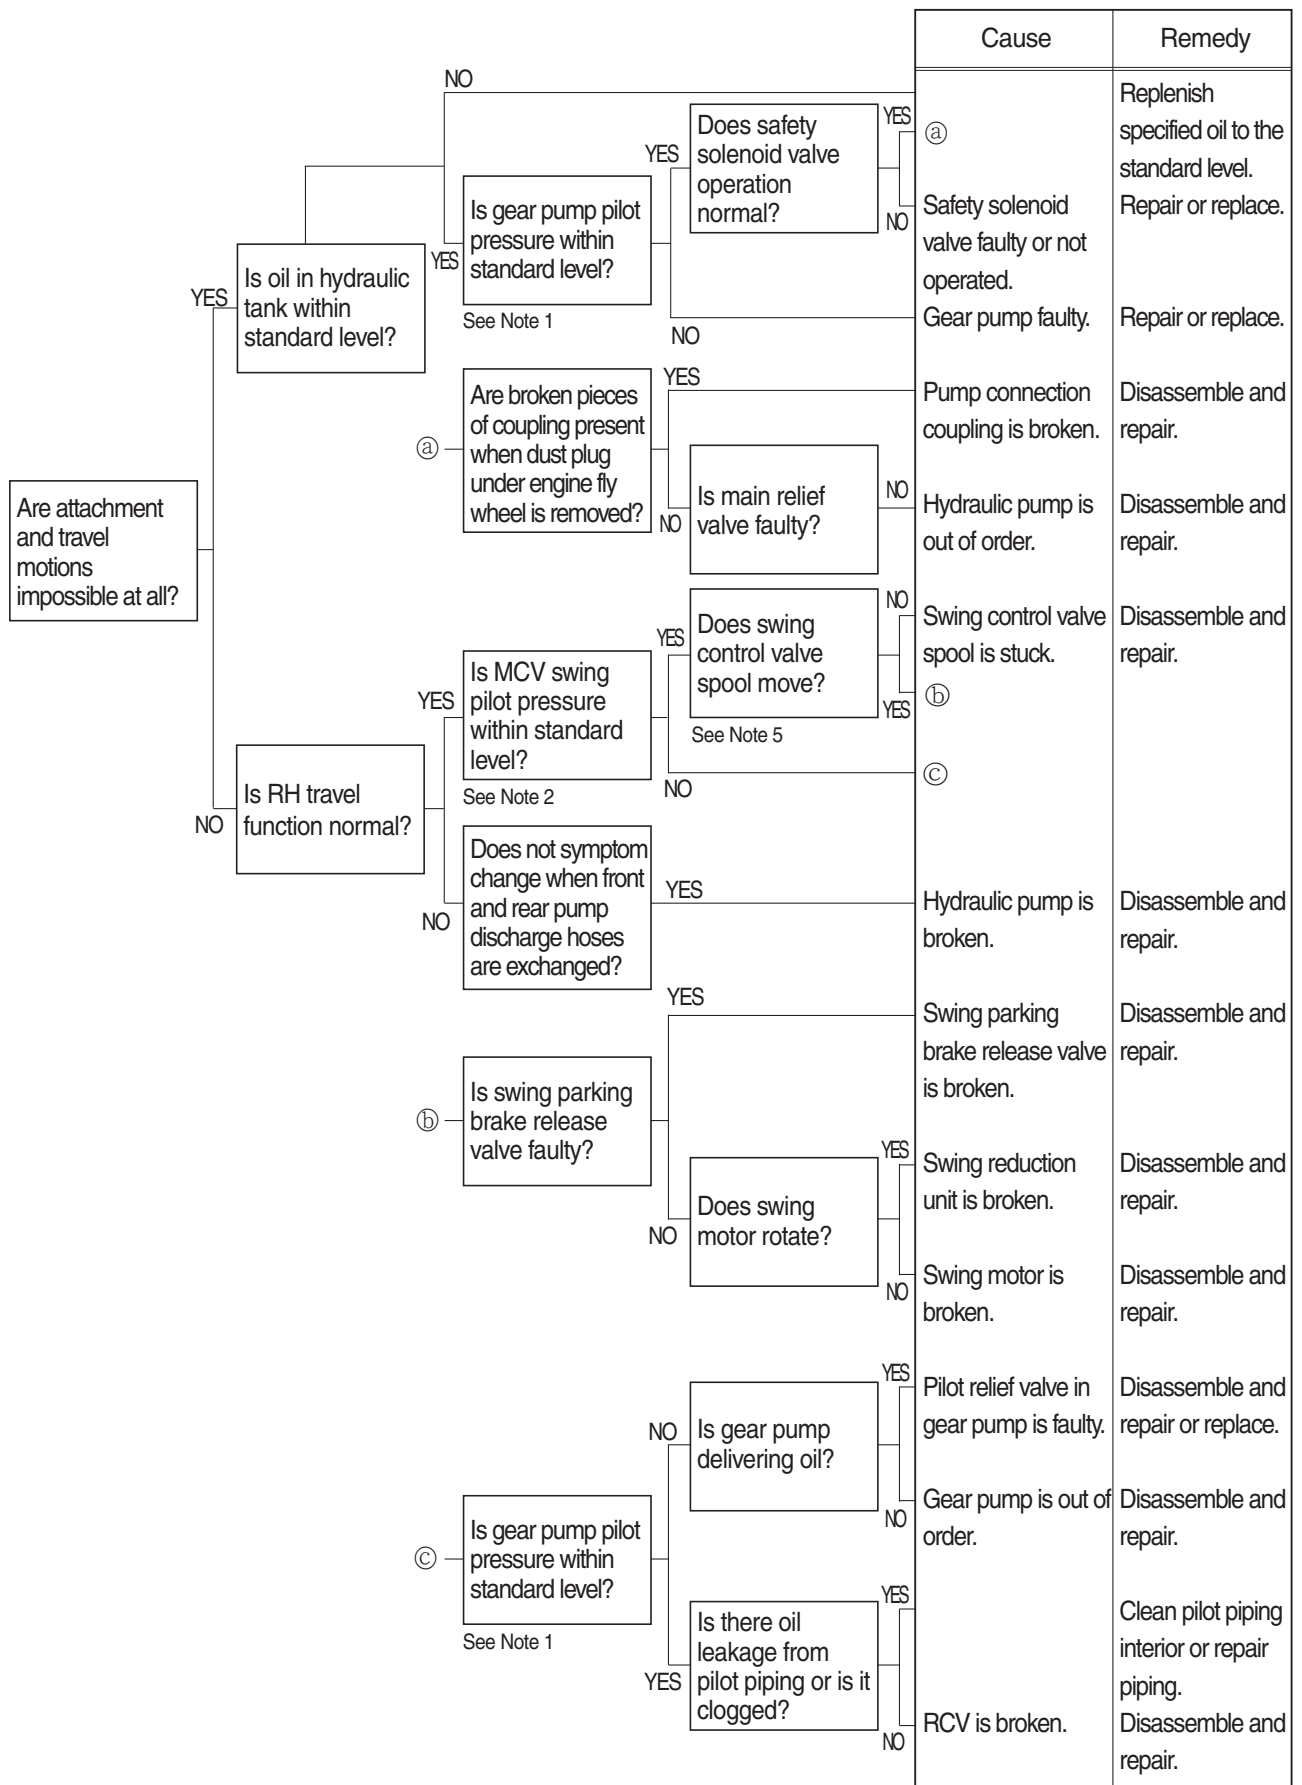 Cause
Remedy
NO
Replenish
specified oil to the
standard level.
Does safety
solenoid valve
operation
normal?
YES
ⓐ
YES
NO
Safety solenoid
valve faulty or not
operated.
Repair or replace.
Is gear pump pilot
pressure within
standard level?
YES
See Note 1
NO
Gear pump faulty.
Repair or replace.
YES
Is oil in hydraulic
tank within
standard level?
ⓐ
Are broken pieces
of coupling present
when dust plug
under engine fly
wheel is removed?
YES
Pump connection
coupling is broken.
Disassemble and
repair.
NO
Is main relief
valve faulty?
NO
Hydraulic pump is
out of order.
Disassemble and
repair.
Are attachment
and travel
motions
impossible at all?
Does swing
control valve
spool move?
NO
Swing control valve
spool is stuck.
Disassemble and
repair.
YES
ⓑ
YES
See Note 5
YES
Is MCV swing
pilot pressure
within standard
level?
See Note 2
NO
ⓒ
NO
Is RH travel
function normal?
NO
Does not symptom
change when front
and rear pump
discharge hoses
are exchanged?
YES
Hydraulic pump is
broken.
Disassemble and
repair.
ⓑ
Is swing parking
brake release
valve faulty?
YES
Swing parking
brake release valve
is broken.
Disassemble and
repair.
NO
Does swing
motor rotate?
YES
Swing reduction
unit is broken.
Disassemble and
repair.
NO
Swing motor is
broken.
Disassemble and
repair.
NO
Is gear pump
delivering oil?
YES
Pilot relief valve in
gear pump is faulty.
Disassemble and
repair or replace.
NO
Gear pump is out of
order.
Disassemble and
repair.
ⓒ
Is gear pump pilot
pressure within
standard level?
See Note 1
YES
Is there oil
leakage from
pilot piping or is it
clogged?
YES
Clean pilot piping
interior or repair
piping.
NO
RCV is broken.
Disassemble and
repair.